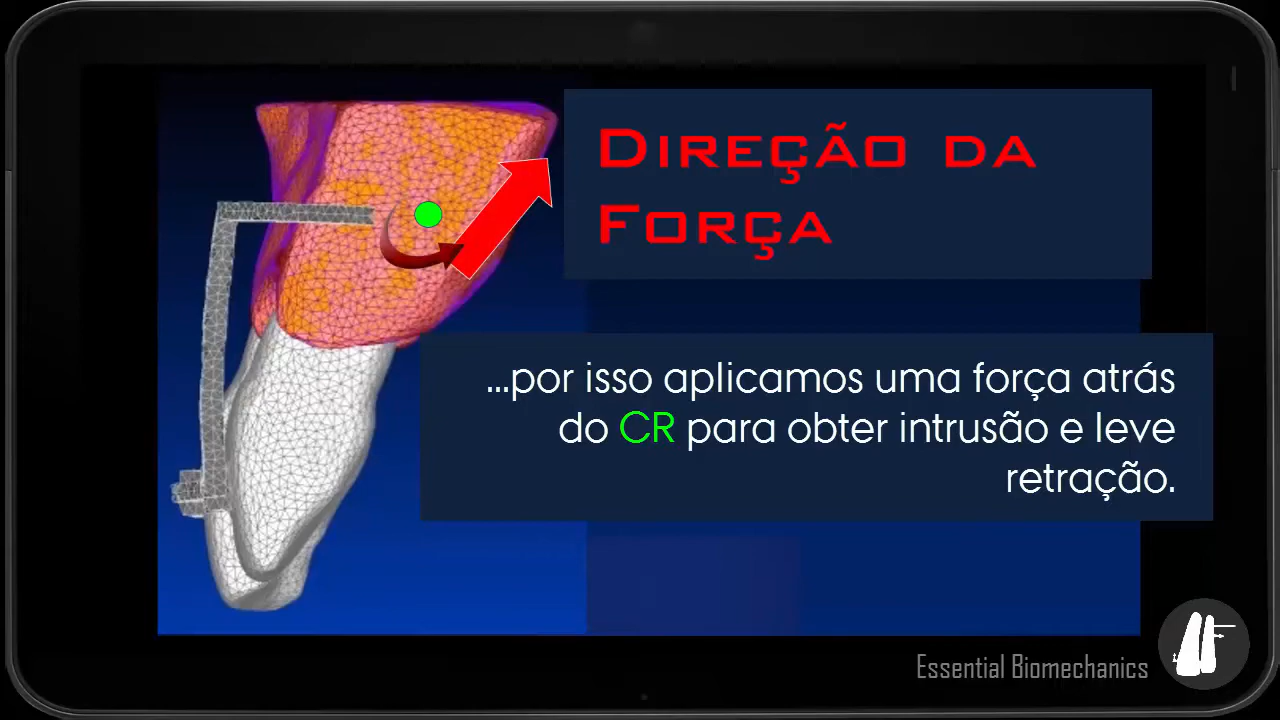 DIREÇÃO DA
FORÇA
...por isso aplicamos uma força atrás
do CR para obter intrusão e leve
retração.
Essential Biomechanics